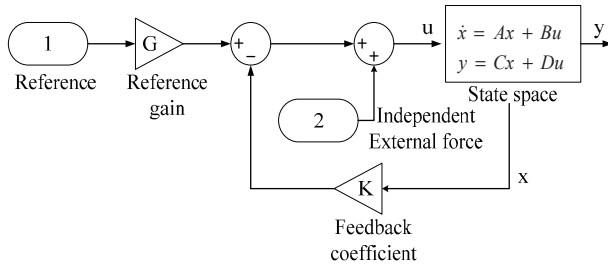 1
Reference
G
Reference
gain
+
−
+
+
2
Independent
External force
u
ẋ = Ax + Bu
y = Cx + Du
State space
y
x
K
Feedback
coefficient